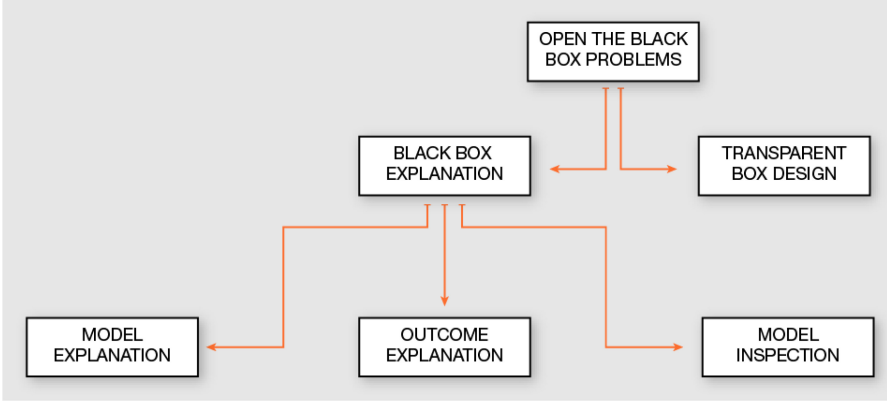 OPEN THE BLACK
BOX PROBLEMS
BLACK BOX
EXPLANATION
TRANSPARENT
BOX DESIGN
MODEL
EXPLANATION
OUTCOME
EXPLANATION
MODEL
INSPECTION